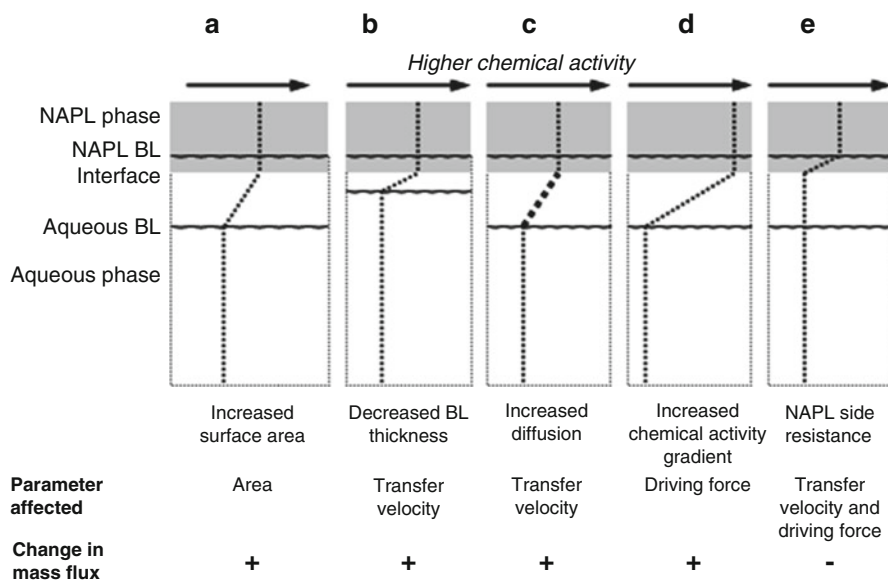 a b c d e
Higher chemical activity
NAPL phase
NAPL BL
Interface
Aqueous BL
Aqueous phase
Increased
surface area
Decreased BL
thickness
Increased
diffusion
Increased
chemical activity
gradient
NAPL side
resistance
Parameter
affected
Area
Transfer
velocity
Transfer
velocity
Driving force
Transfer
velocity and
driving force
Change in
mass flux
+ + + + -